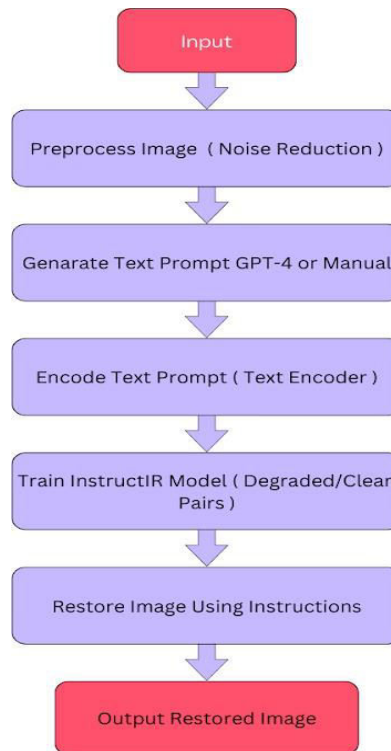 Input
Preprocess Image ( Noise Reduction )
Genarate Text Prompt GPT-4 or Manual
Encode Text Prompt ( Text Encoder )
Train InstructIR Model ( Degraded/Clean
Pairs )
Restore Image Using Instructions
Output Restored Image